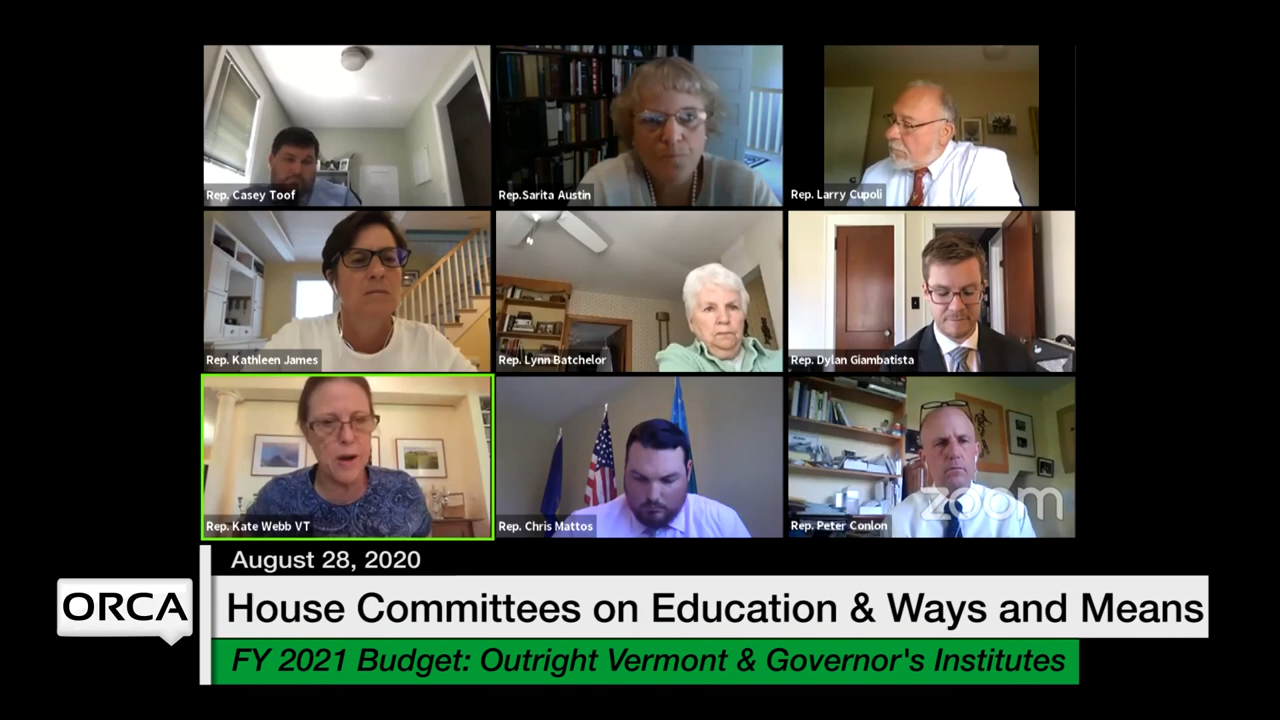 Rep. Casey Toof
Rep.Sarita Austin
Rep. Larry Cupoli
Rep. Kathleen James
Rep. Lynn Batchelor
Rep. Dylan Giambatista
Rep. Kate Webb VT
Rep. Chris Mattos
Rep. Peter Conlon
zoom
August 28, 2020
ORCA
House Committees on Education & Ways and Means
FY 2021 Budget: Outright Vermont & Governor's Institutes